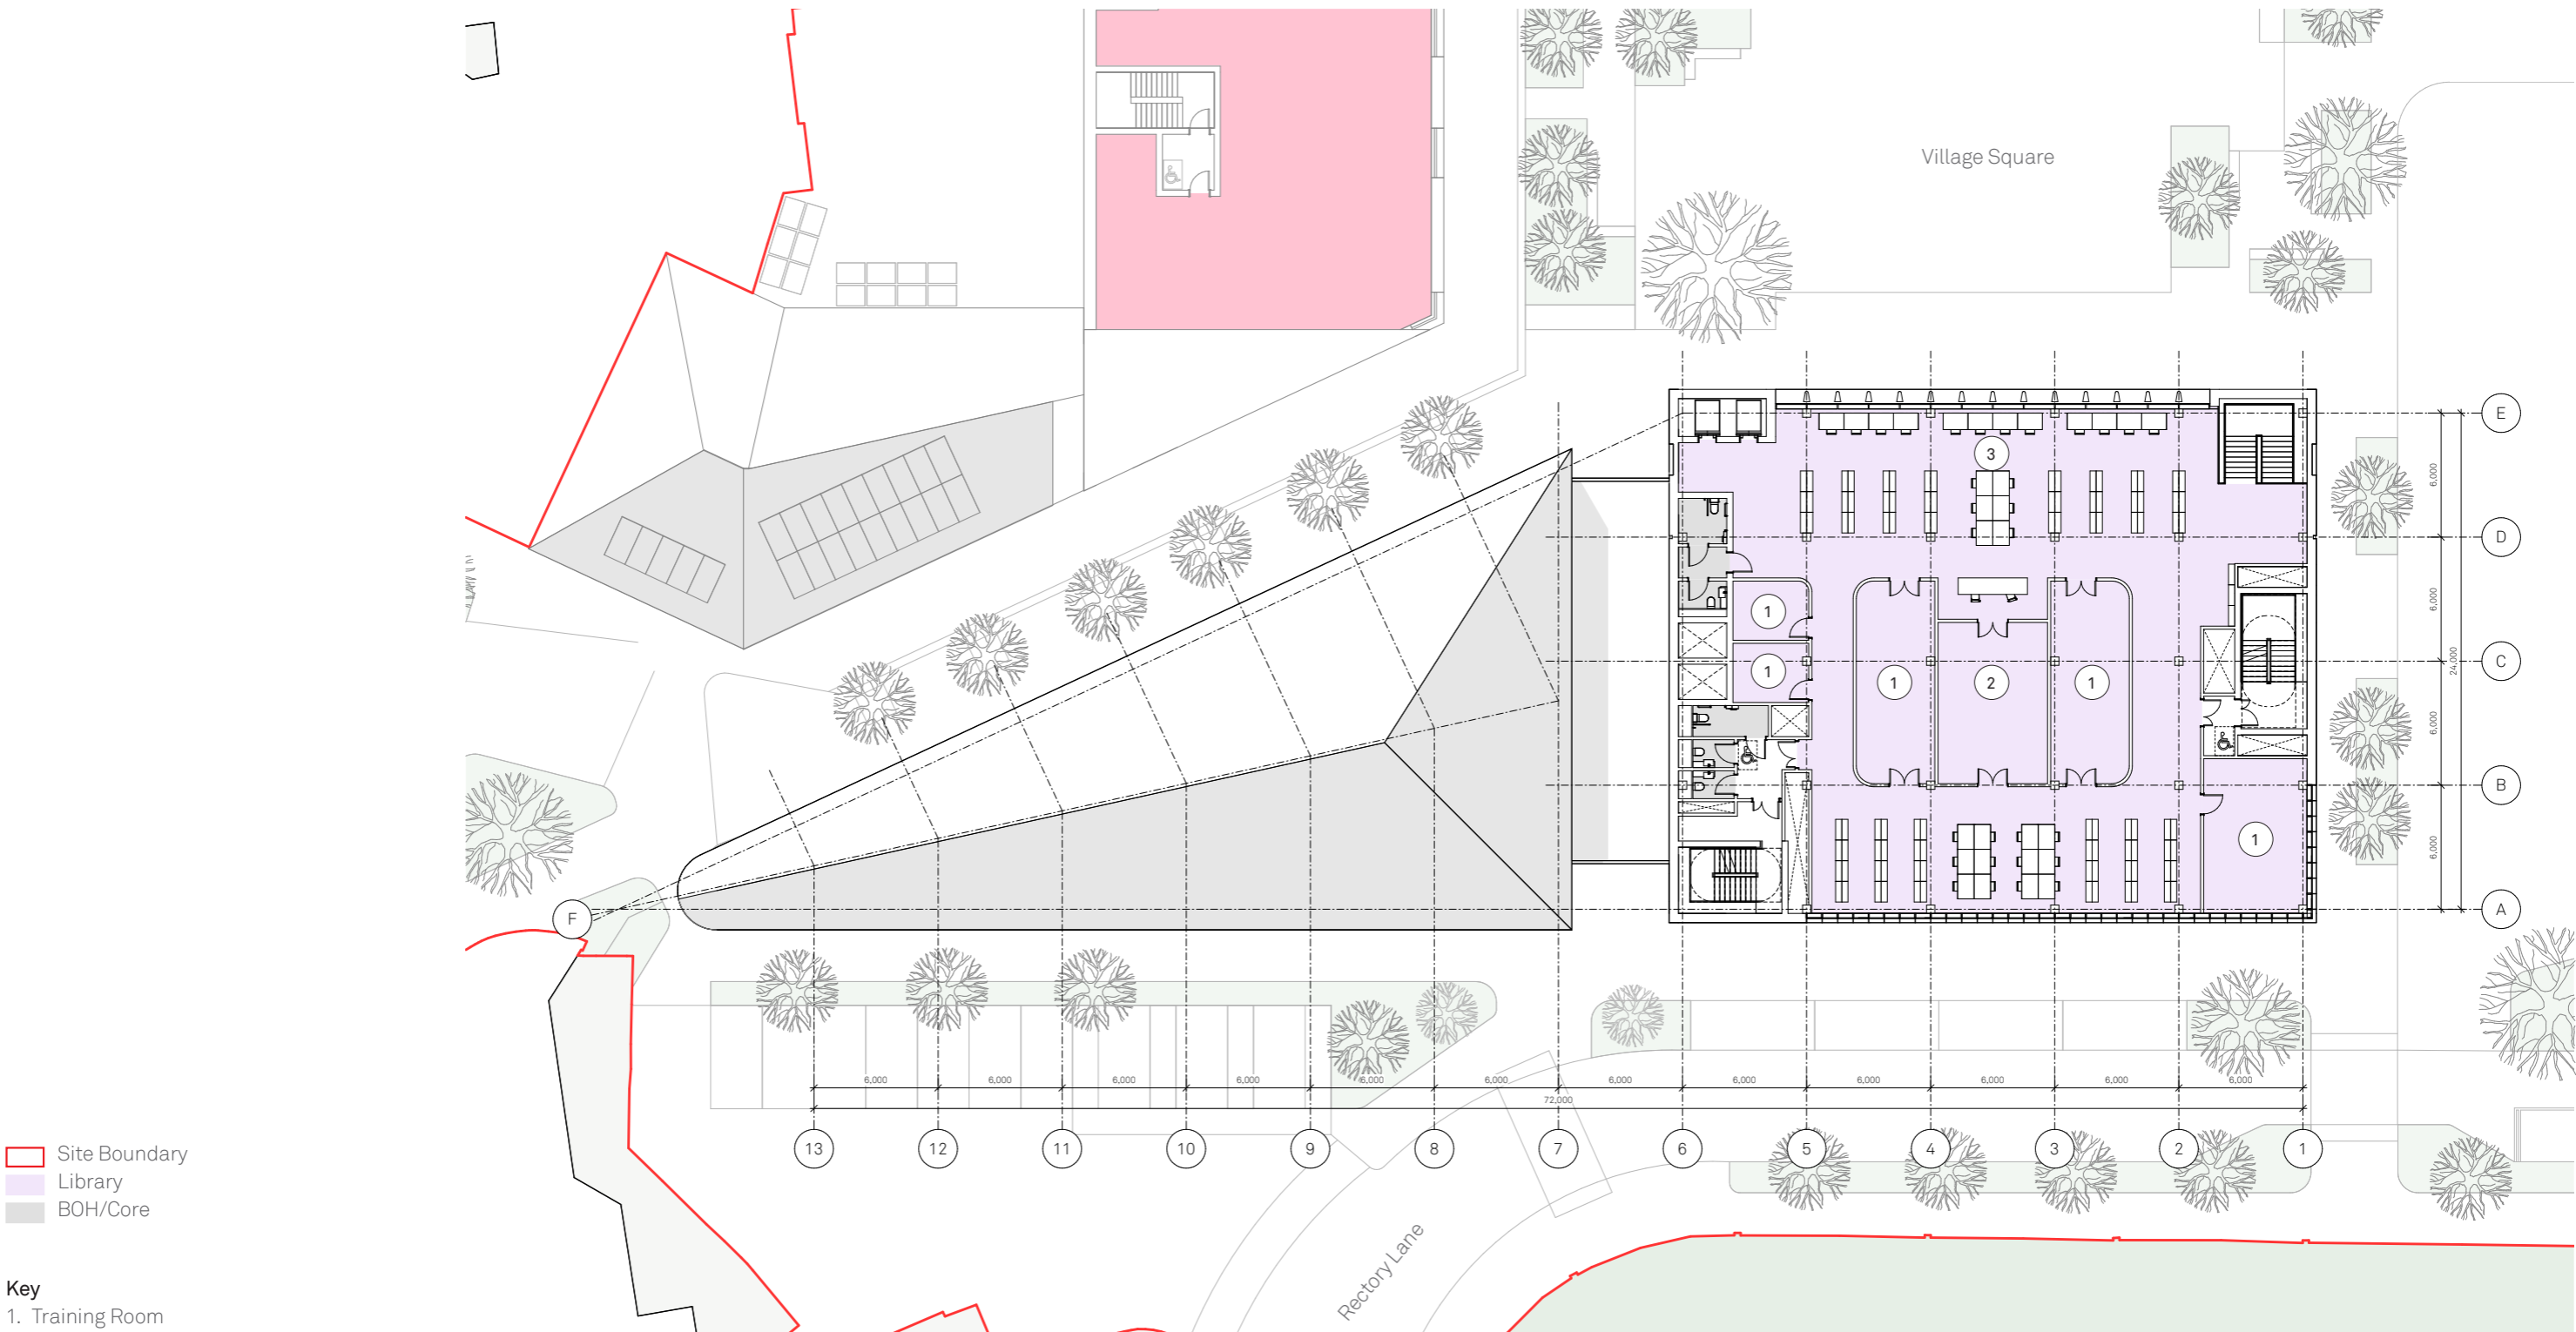 Village Square
E
3
6,000
D
1
6,000
1
C
1
2
1
24,000
6,000
B
1
6,000
F
A
6,000
6,000
6,000
6,000
6,000
6,000
6,000
6,000
6,000
6,000
6,000
6,000
72,000
13
12
11
10
9
8
7
6
5
4
3
2
1
Rectory Lane
Site Boundary
Library
BOH/Core
Key
1. Training Room